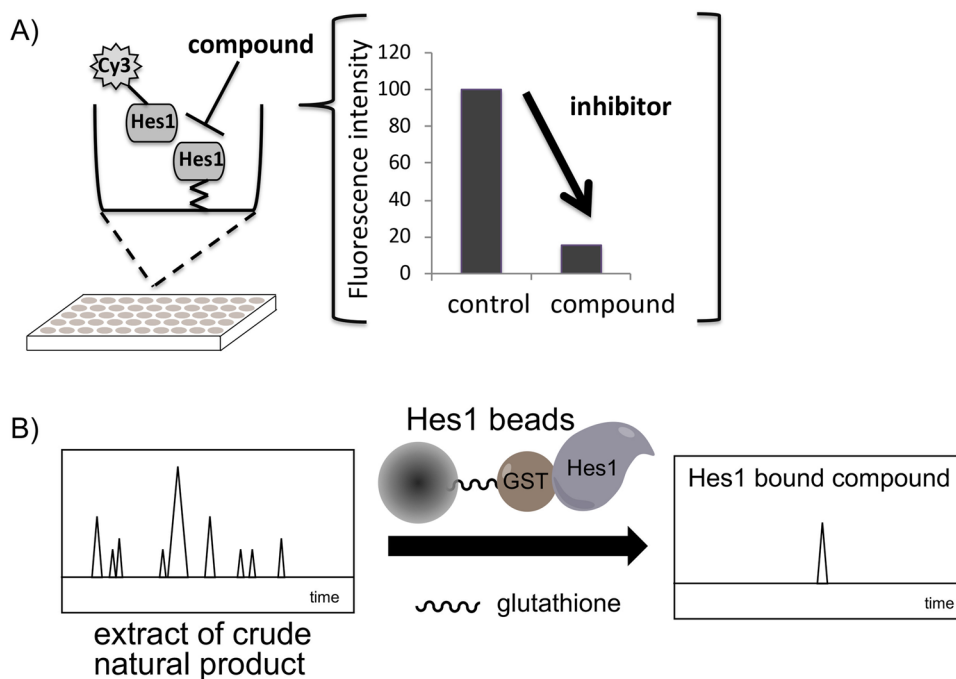 A)
compound
Cy3
Hes1
Hes1
Fluorescence intensity
120
100
80
60
40
20
0
inhibitor
control compound
B)
Hes1 beads
GST
Hes1
Hes1 bound compound
time
time
glutathione
extract of crude
natural product